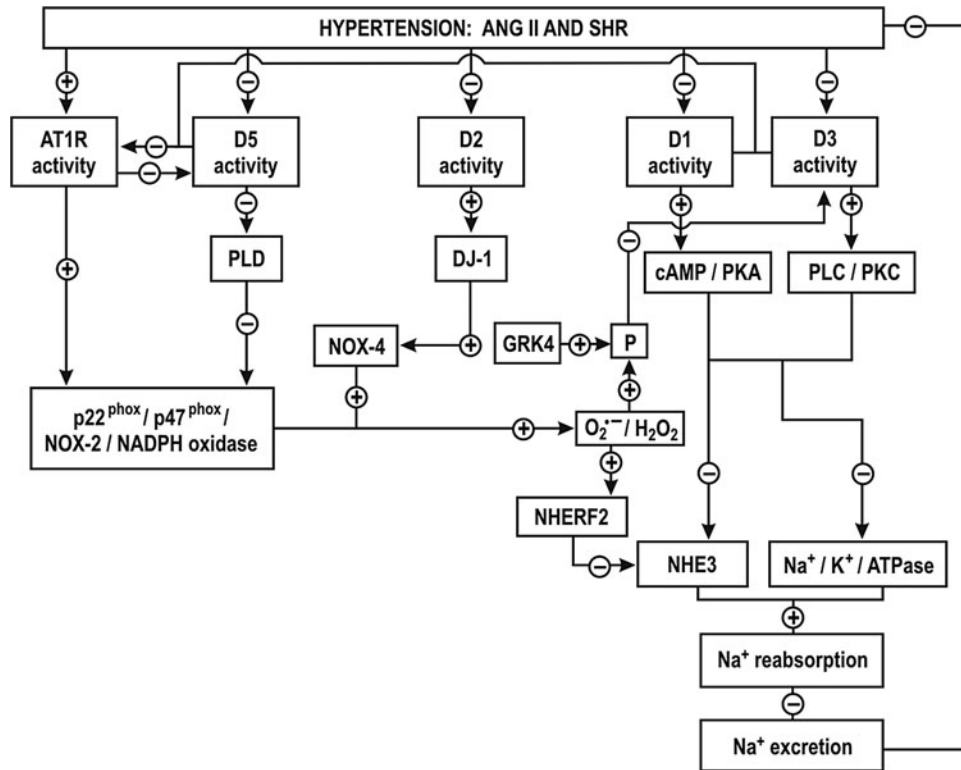 HYPERTENSION: ANG II AND SHR
−
+
−
−
−
−
AT1R
activity
−
−
D5
activity
D2
activity
D1
activity
D3
activity
+
−
PLD
−
+
DJ-1
NOX-4
+
+
−
GRK4
+
P
+
cAMP / PKA
+
PLC / PKC
p22phox / p47phox /
NOX-2 / NADPH oxidase
+
O2•− / H2O2
+
NHERF2
−
−
−
NHE3
Na+ / K+ / ATPase
+
Na+ reabsorption
−
Na+ excretion